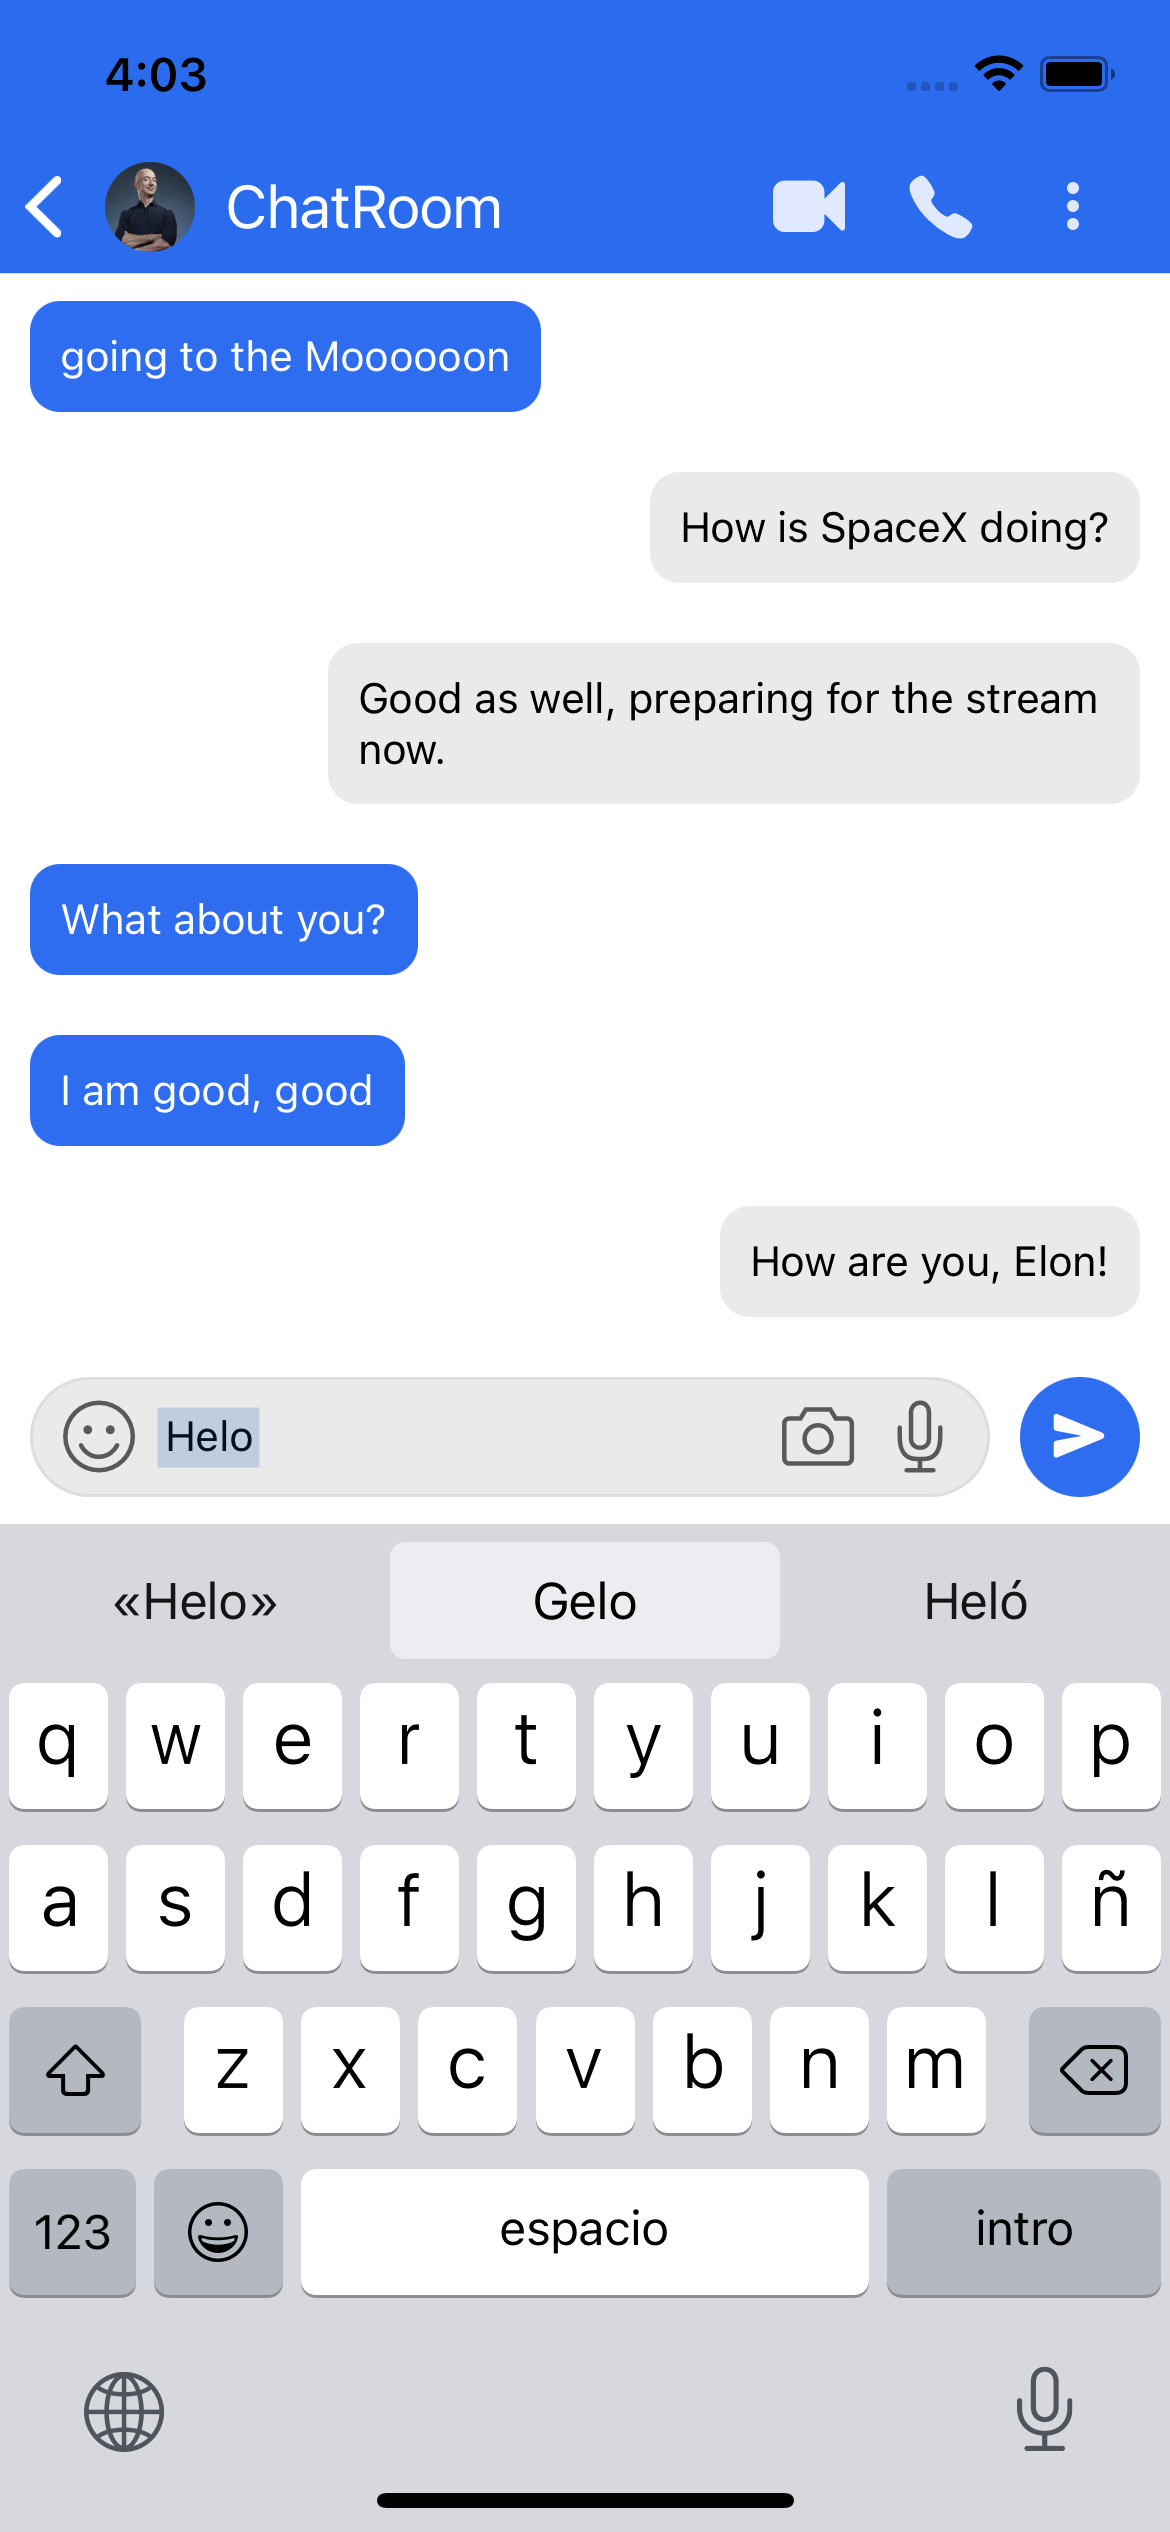 4:03
ChatRoom
going to the Moooooon
How is SpaceX doing?
Good as well, preparing for the stream
now.
What about you?
I am good, good
How are you, Elon!
Helo
«Helo» Gelo Heló
q w e r t y u i o p
a s d f g h j k l ñ
z x c v b n m
123 espacio intro